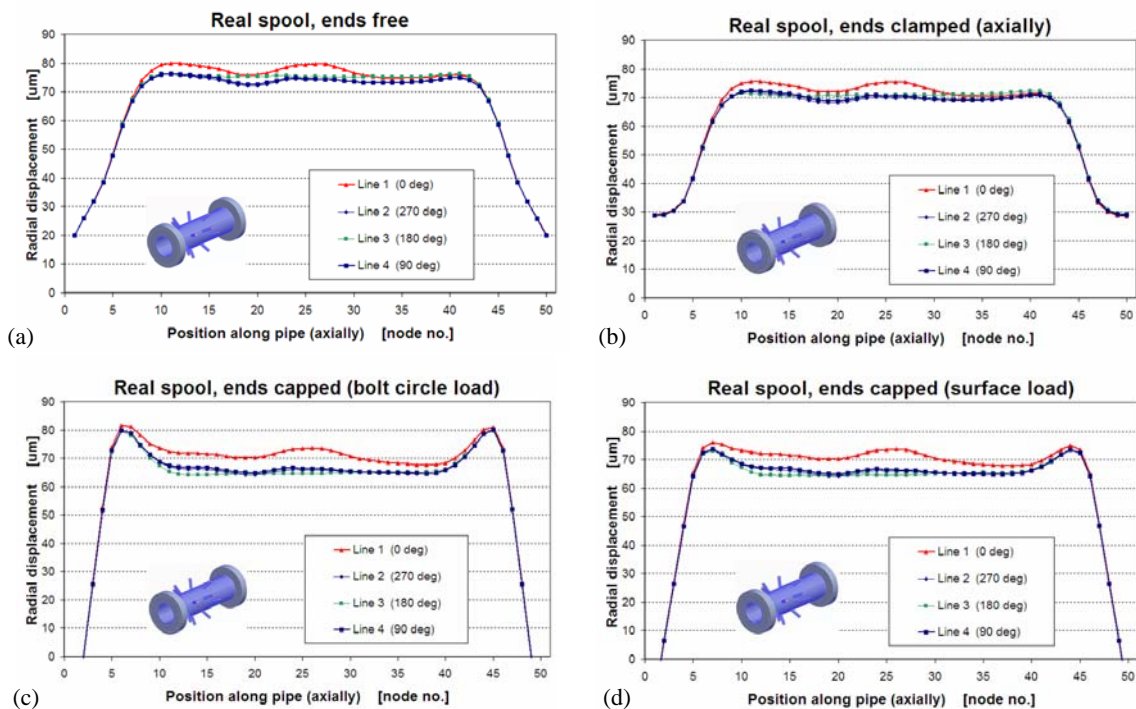 Real spool, ends free
Radial displacement [um]
90
80
70
60
50
40
30
20
10
0
Line 1 (0 deg)
Line 2 (270 deg)
Line 3 (180 deg)
Line 4 (90 deg)
0 5 10 15 20 25 30 35 40 45 50
Position along pipe (axially) [node no.]
(a)
Real spool, ends clamped (axially)
Radial displacement [um]
90
80
70
60
50
40
30
20
10
0
Line 1 (0 deg)
Line 2 (270 deg)
Line 3 (180 deg)
Line 4 (90 deg)
0 5 10 15 20 25 30 35 40 45 50
Position along pipe (axially) [node no.]
(b)
Real spool, ends capped (bolt circle load)
Radial displacement [um]
90
80
70
60
50
40
30
20
10
0
Line 1 (0 deg)
Line 2 (270 deg)
Line 3 (180 deg)
Line 4 (90 deg)
0 5 10 15 20 25 30 35 40 45 50
Position along pipe (axially) [node no.]
(c)
Real spool, ends capped (surface load)
Radial displacement [um]
90
80
70
60
50
40
30
20
10
0
Line 1 (0 deg)
Line 2 (270 deg)
Line 3 (180 deg)
Line 4 (90 deg)
0 5 10 15 20 25 30 35 40 45 50
Position along pipe (axially) [node no.]
(d)